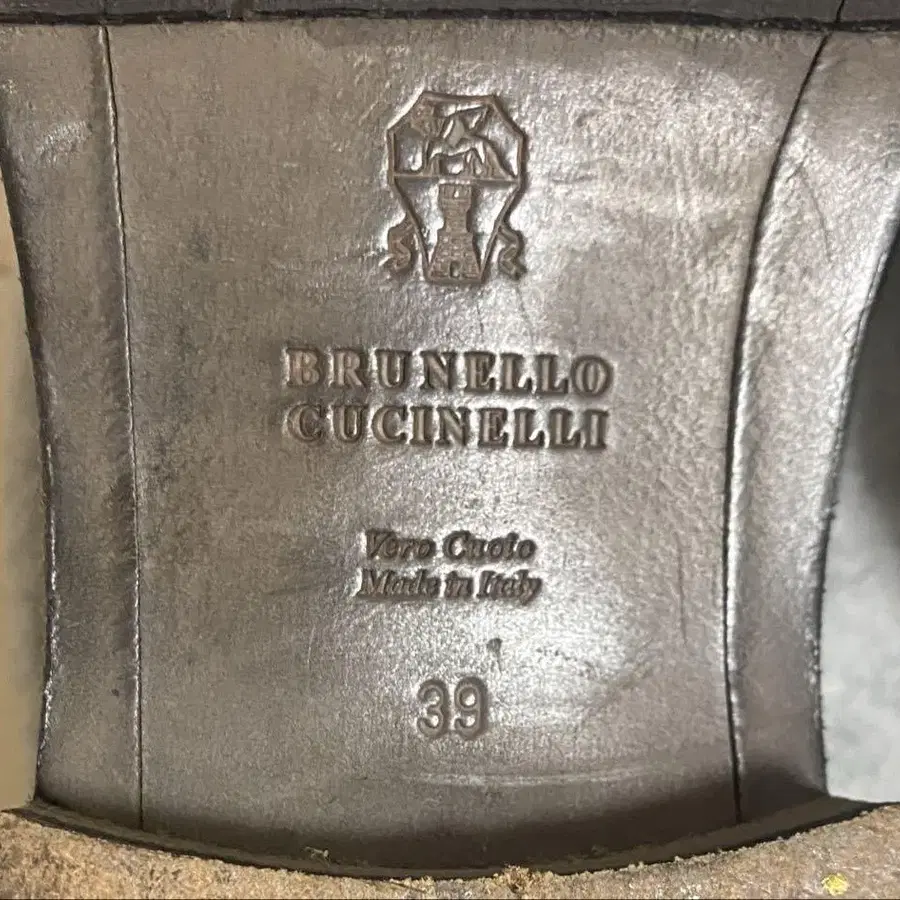 BRUNELLO
CUCINELLI
Vero Cuoio
Made in Italy
39